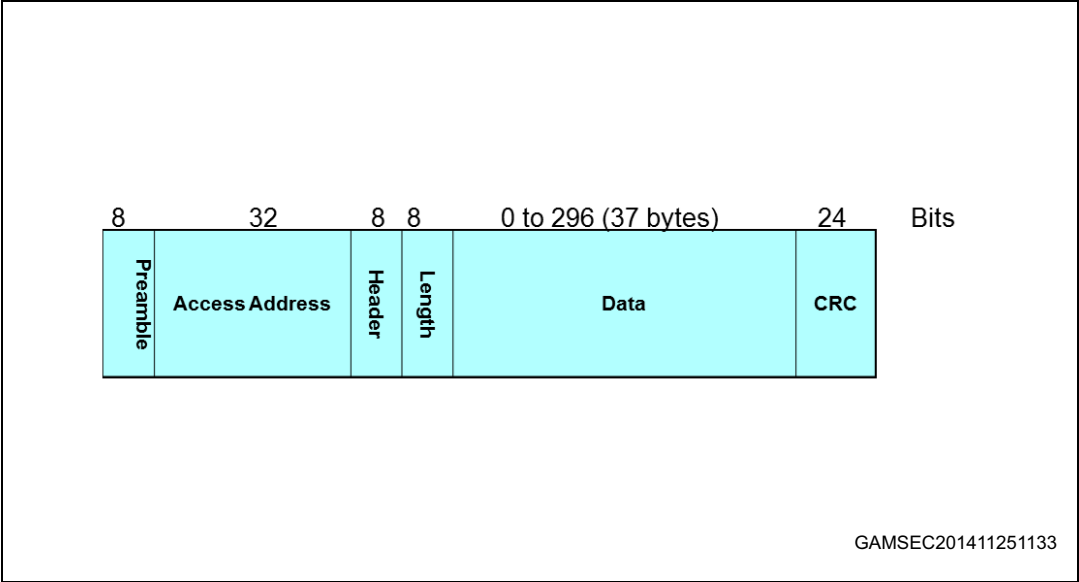 8 32 8 8 0 to 296 (37 bytes) 24 Bits
Preamble Access Address Header Length Data CRC
GAMSEC201411251133